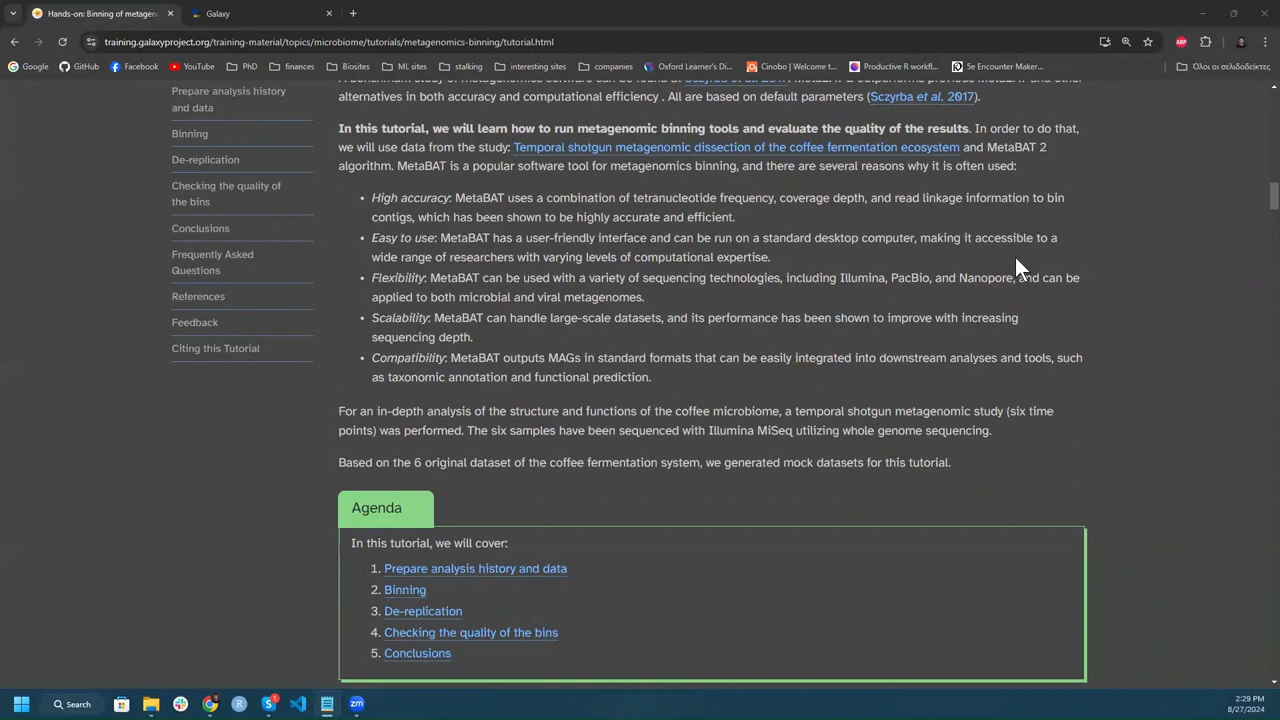 Hands-on: Binning of metagen
Galaxy
training.galaxyproject.org/training-material/topics/microbiome/tutorials/metagenomics-binning/tutorial.html
Google
GitHub
Facebook
YouTube
PhD
finances
Biosites
ML sites
stalking
interesting sites
companies
Oxford Learner's Di...
Cinobo | Welcome t...
Productive R workfl...
5e Encounter Maker...
Όλοι οι σελιδοδείκτες
Prepare analysis history
and data
Binning
De-replication
Checking the quality of
the bins
Conclusions
Frequently Asked
Questions
References
Feedback
Citing this Tutorial
alternatives in both accuracy and computational efficiency . All are based on default parameters (Sczyrba et al. 2017).
In this tutorial, we will learn how to run metagenomic binning tools and evaluate the quality of the results. In order to do that,
we will use data from the study: Temporal shotgun metagenomic dissection of the coffee fermentation ecosystem and MetaBAT 2
algorithm. MetaBAT is a popular software tool for metagenomics binning, and there are several reasons why it is often used:
• High accuracy: MetaBAT uses a combination of tetranucleotide frequency, coverage depth, and read linkage information to bin
contigs, which has been shown to be highly accurate and efficient.
• Easy to use: MetaBAT has a user-friendly interface and can be run on a standard desktop computer, making it accessible to a
wide range of researchers with varying levels of computational expertise.
• Flexibility: MetaBAT can be used with a variety of sequencing technologies, including Illumina, PacBio, and Nanopore, and can be
applied to both microbial and viral metagenomes.
• Scalability: MetaBAT can handle large-scale datasets, and its performance has been shown to improve with increasing
sequencing depth.
• Compatibility: MetaBAT outputs MAGs in standard formats that can be easily integrated into downstream analyses and tools, such
as taxonomic annotation and functional prediction.
For an in-depth analysis of the structure and functions of the coffee microbiome, a temporal shotgun metagenomic study (six time
points) was performed. The six samples have been sequenced with Illumina MiSeq utilizing whole genome sequencing.
Based on the 6 original dataset of the coffee fermentation system, we generated mock datasets for this tutorial.
Agenda
In this tutorial, we will cover:
1. Prepare analysis history and data
2. Binning
3. De-replication
4. Checking the quality of the bins
5. Conclusions
Search
2:29 PM
8/27/2024